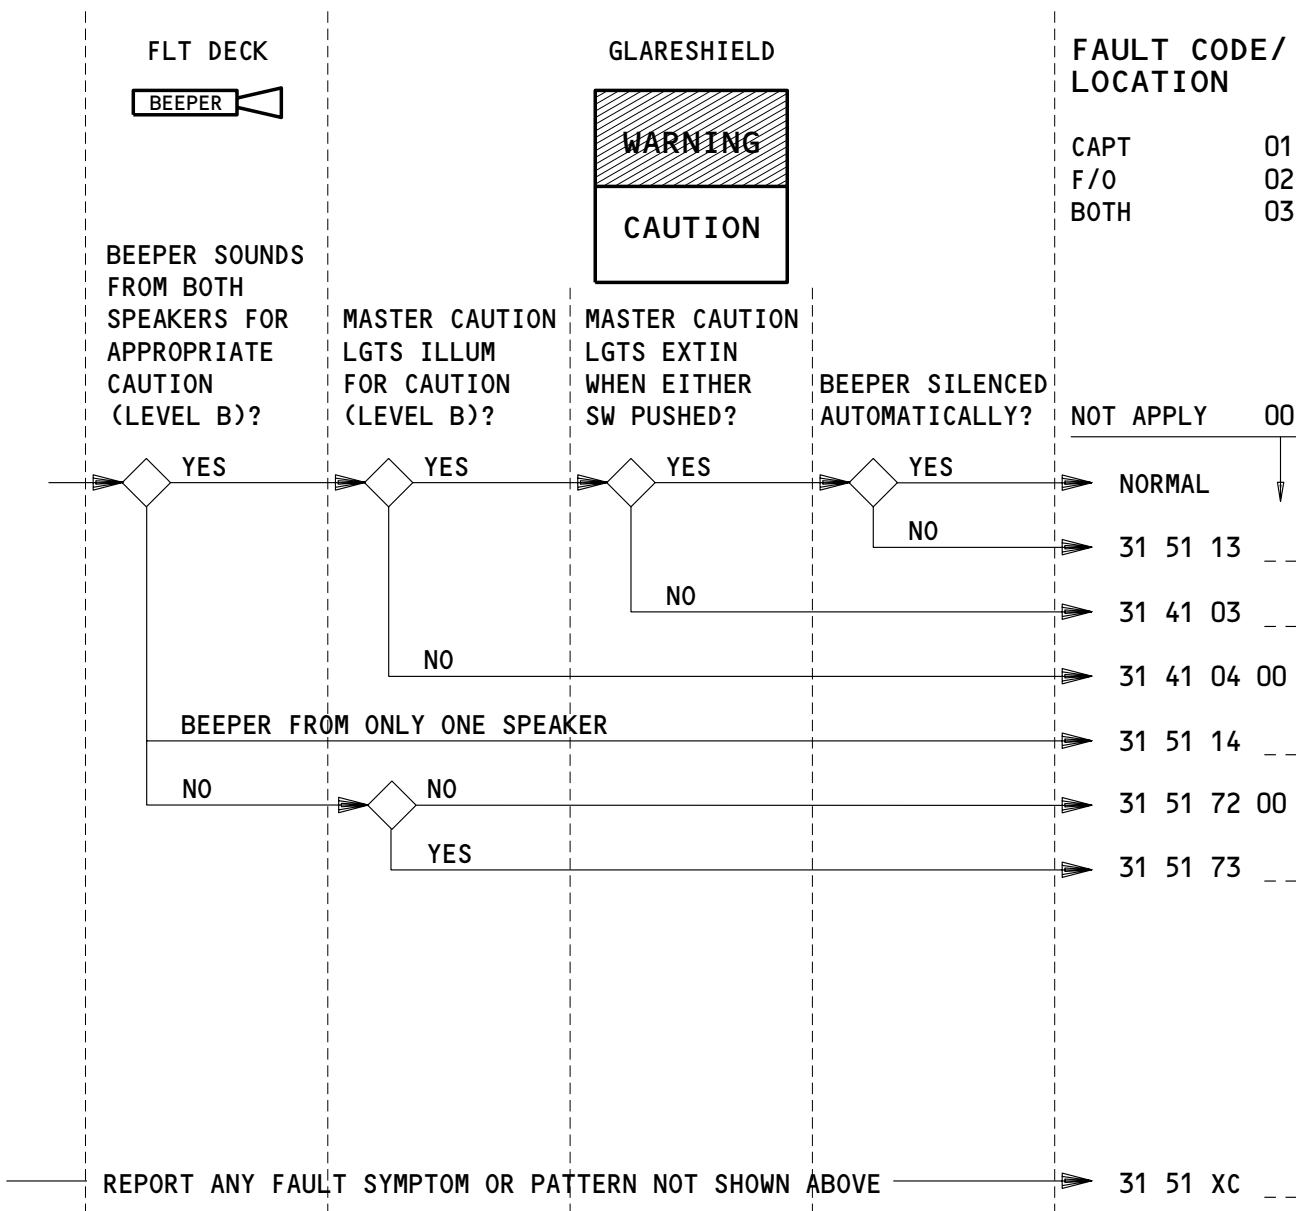 FLT DECK
BEEPER
BEEPER SOUNDS
FROM BOTH
SPEAKERS FOR
APPROPRIATE
CAUTION
(LEVEL B)?
GLARESHIELD
WARNING
CAUTION
MASTER CAUTION
LGTS ILLUM
FOR CAUTION
(LEVEL B)?
MASTER CAUTION
LGTS EXTIN
WHEN EITHER
SW PUSHED?
BEEPER SILENCED
AUTOMATICALLY?
FAULT CODE/
LOCATION
CAPT 01
F/O 02
BOTH 03
NOT APPLY 00
YES YES YES YES NORMAL
NO 31 51 13 _ _
NO 31 41 03 _ _
NO 31 41 04 00
BEEPER FROM ONLY ONE SPEAKER 31 51 14 _ _
NO NO 31 51 72 00
YES 31 51 73 _ _
REPORT ANY FAULT SYMPTOM OR PATTERN NOT SHOWN ABOVE 31 51 XC _ _